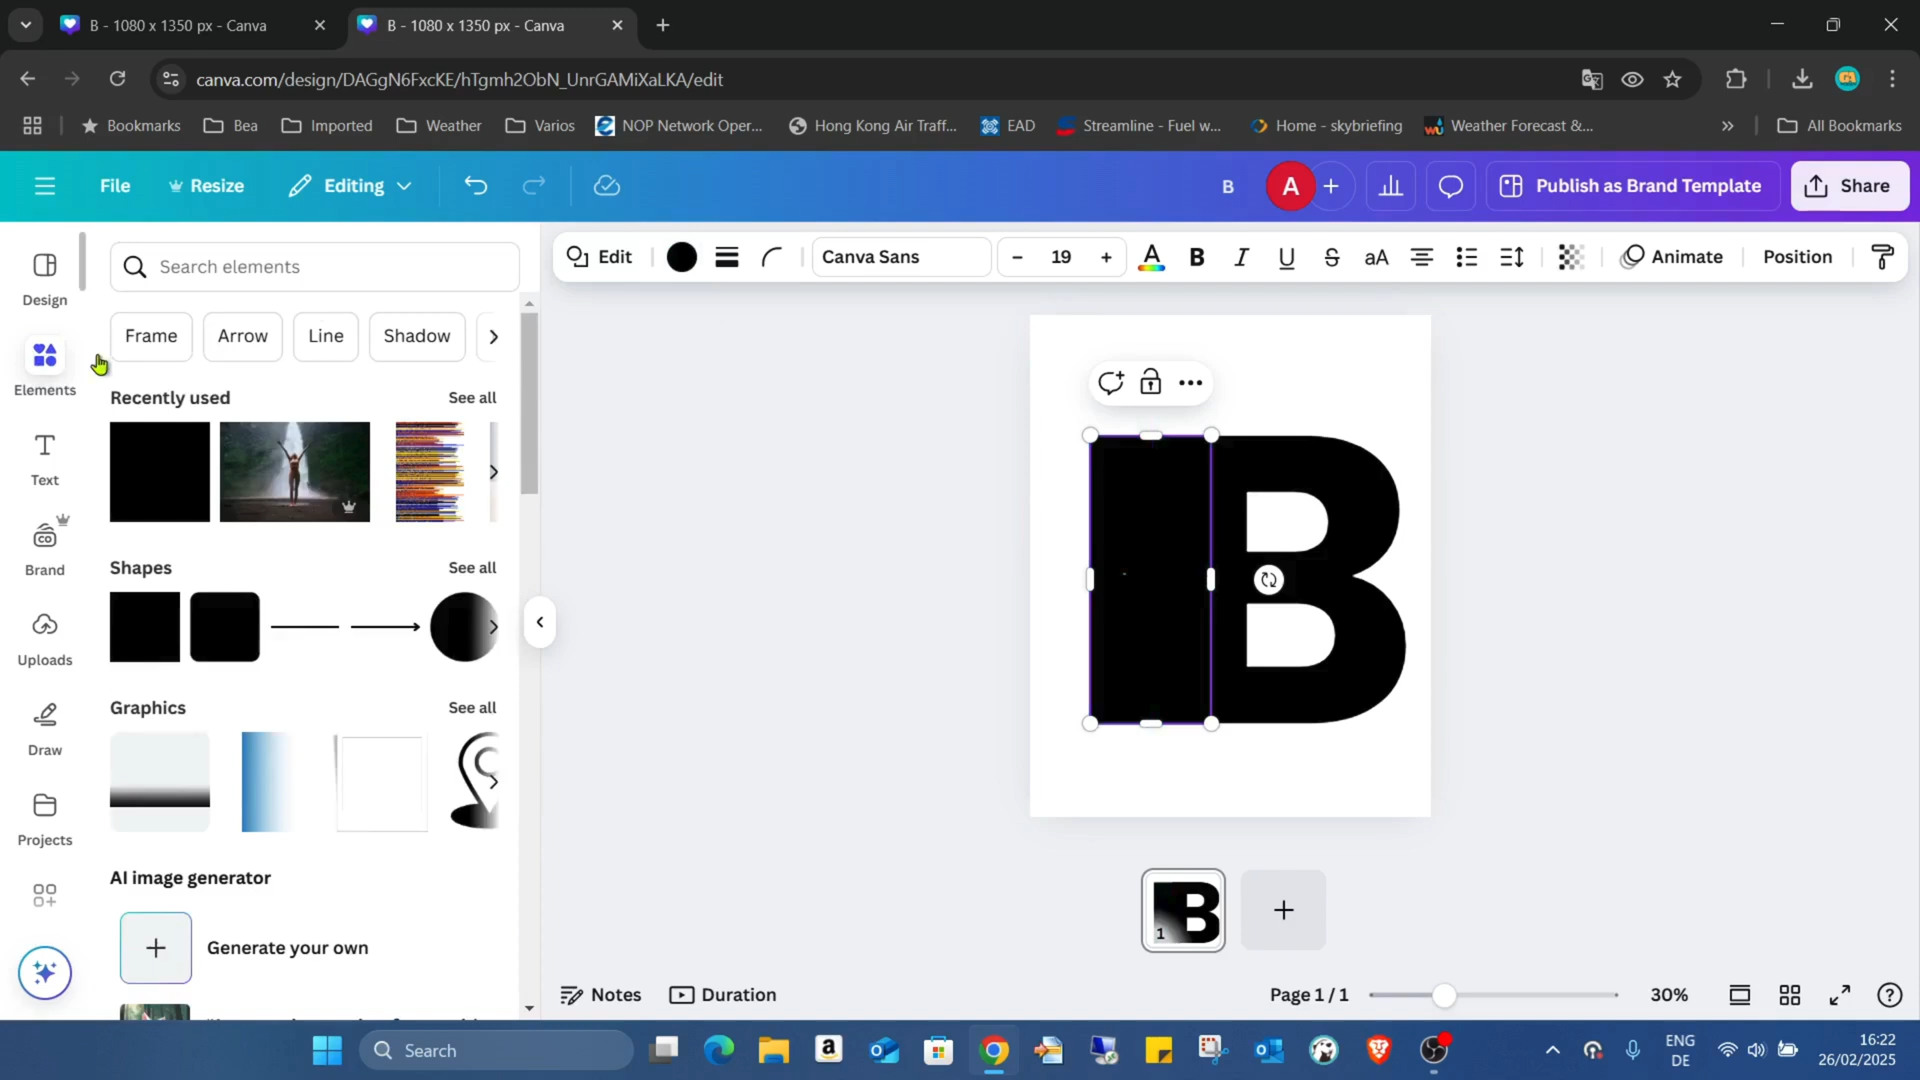 B - 1080 x 1350 px - Canva
B - 1080 x 1350 px - Canva
canva.com/design/DAGgN6FxcKE/hTgmh2ObN_UnrGAMiXaLKA/edit
Bookmarks
Bea
Imported
Weather
Varios
NOP Network Oper...
Hong Kong Air Traff...
EAD
Streamline - Fuel w...
Home - skybriefing
Weather Forecast &...
All Bookmarks
File
Resize
Editing
B
A
Publish as Brand Template
Share
Design
Elements
Text
Brand
Uploads
Draw
Projects
Search elements
Frame
Arrow
Line
Shadow
Recently used
See all
Shapes
See all
Graphics
See all
AI image generator
Generate your own
Edit
Canva Sans
19
A
B
I
U
S
aA
Animate
Position
B
B
1
Notes
Duration
Page 1 / 1
30%
Search
ENG
DE
16:22
26/02/2025